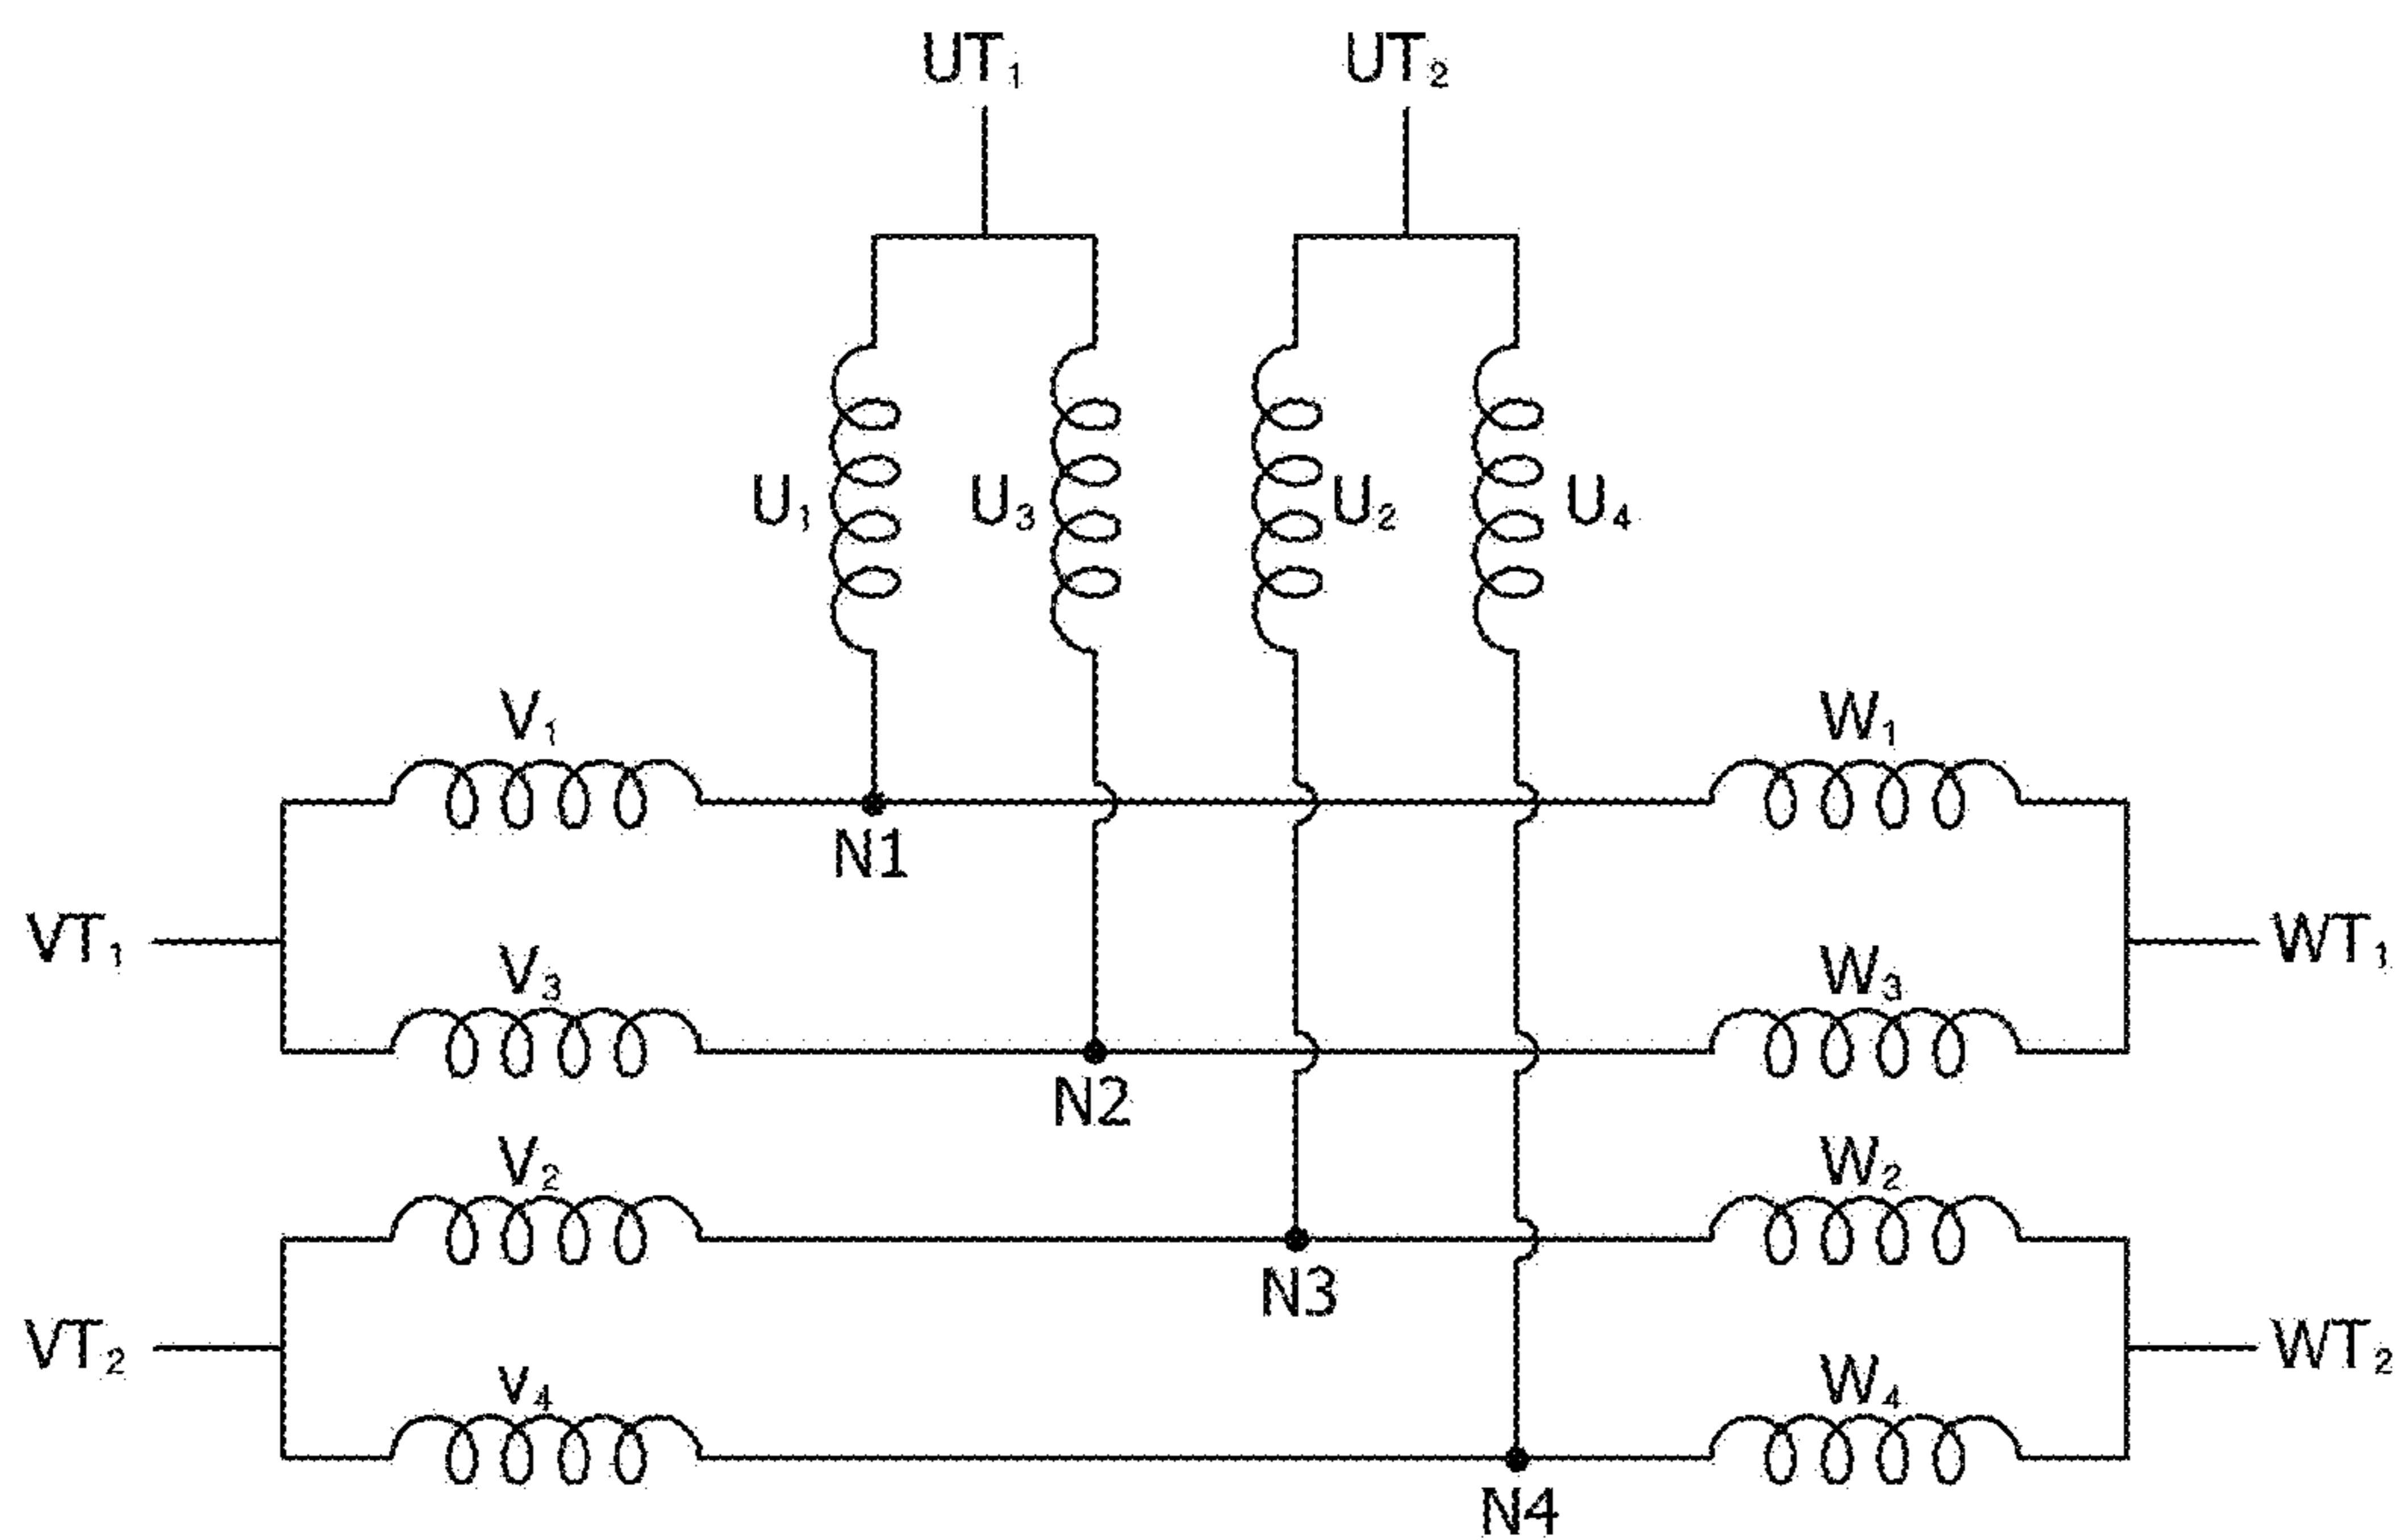 UT₁ UT₂
U₁ U₃ U₂ U₄
V₁ W₁
N1
VT₁ V₃ W₃ WT₁
N2
V₂ W₂
N3
VT₂ V₄ W₄ WT₂
N4